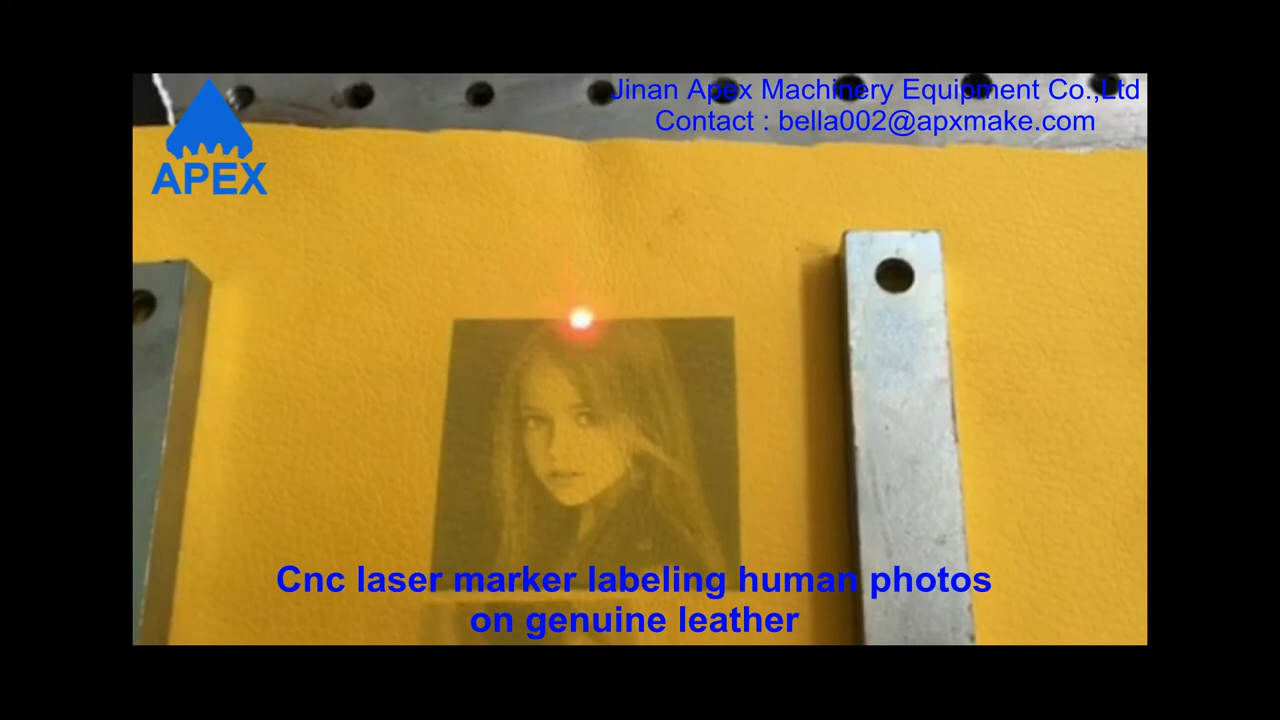 Jinan Apex Machinery Equipment Co.,Ltd
Contact : bella002@apxmake.com
APEX
Cnc laser marker labeling human photos
on genuine leather